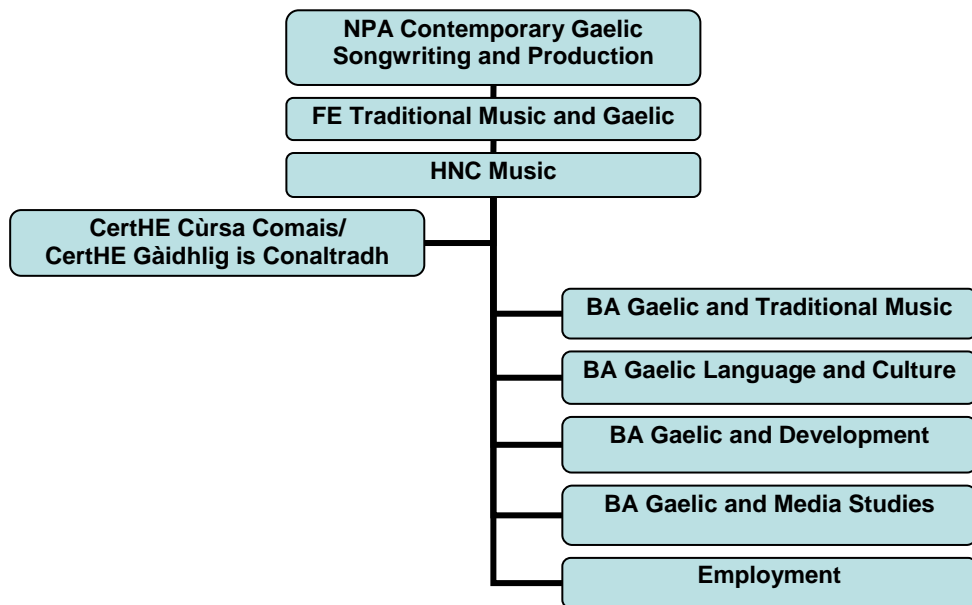 NPA Contemporary Gaelic
Songwriting and Production
FE Traditional Music and Gaelic
HNC Music
CertHE Cùrsa Comais/
CertHE Gàidhlig is Conaltradh
BA Gaelic and Traditional Music
BA Gaelic Language and Culture
BA Gaelic and Development
BA Gaelic and Media Studies
Employment